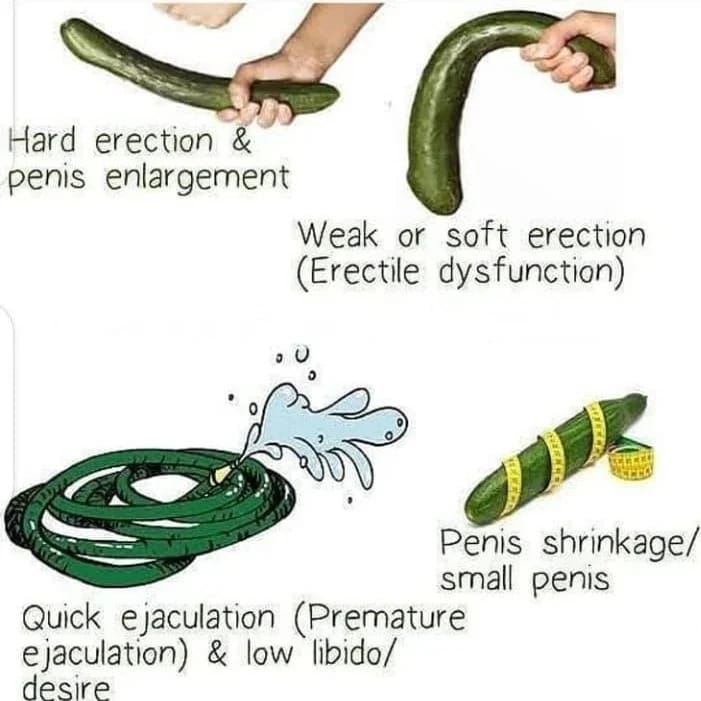 Hard erection &
penis enlargement
Weak or soft erection
(Erectile dysfunction)
Penis shrinkage/
small penis
Quick ejaculation (Premature
ejaculation) & low libido/
desire